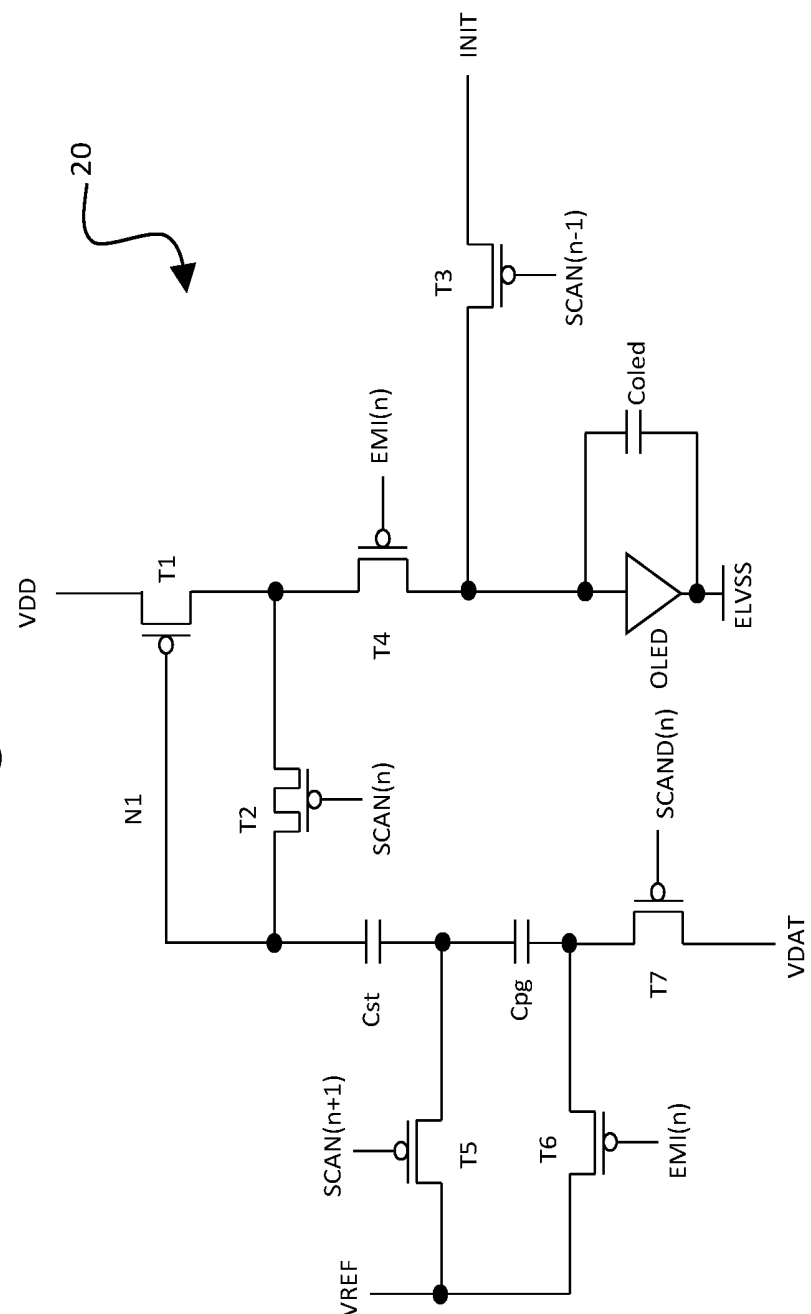 20
VDD
INIT
T1
N1
T3
SCAN(n-1)
EMI(n)
T4
T2
SCAN(n)
Coled
OLED
ELVSS
Cst
Cpg
SCAN(n+1)
T5
T6
EMI(n)
VREF
SCAND(n)
T7
VDAT